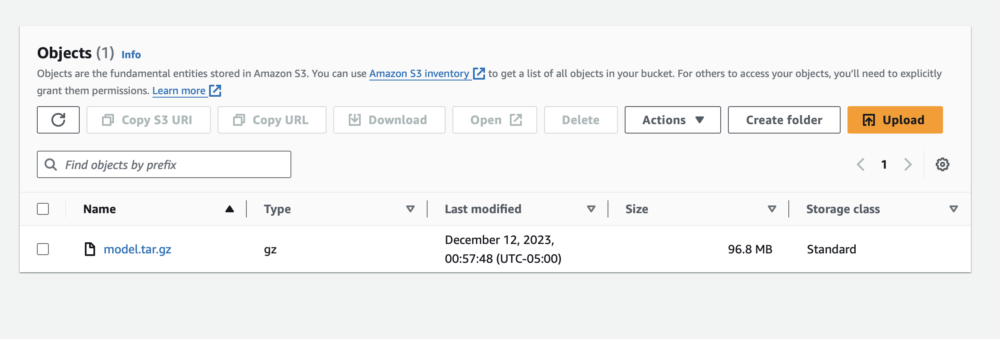 Objects (1) Info
Objects are the fundamental entities stored in Amazon S3. You can use Amazon S3 inventory to get a list of all objects in your bucket. For others to access your objects, you’ll need to explicitly
grant them permissions. Learn more
Copy S3 URI Copy URL Download Open Delete Actions Create folder Upload
Find objects by prefix 1
Name Type Last modified Size Storage class
model.tar.gz gz December 12, 2023, 96.8 MB Standard
00:57:48 (UTC-05:00)